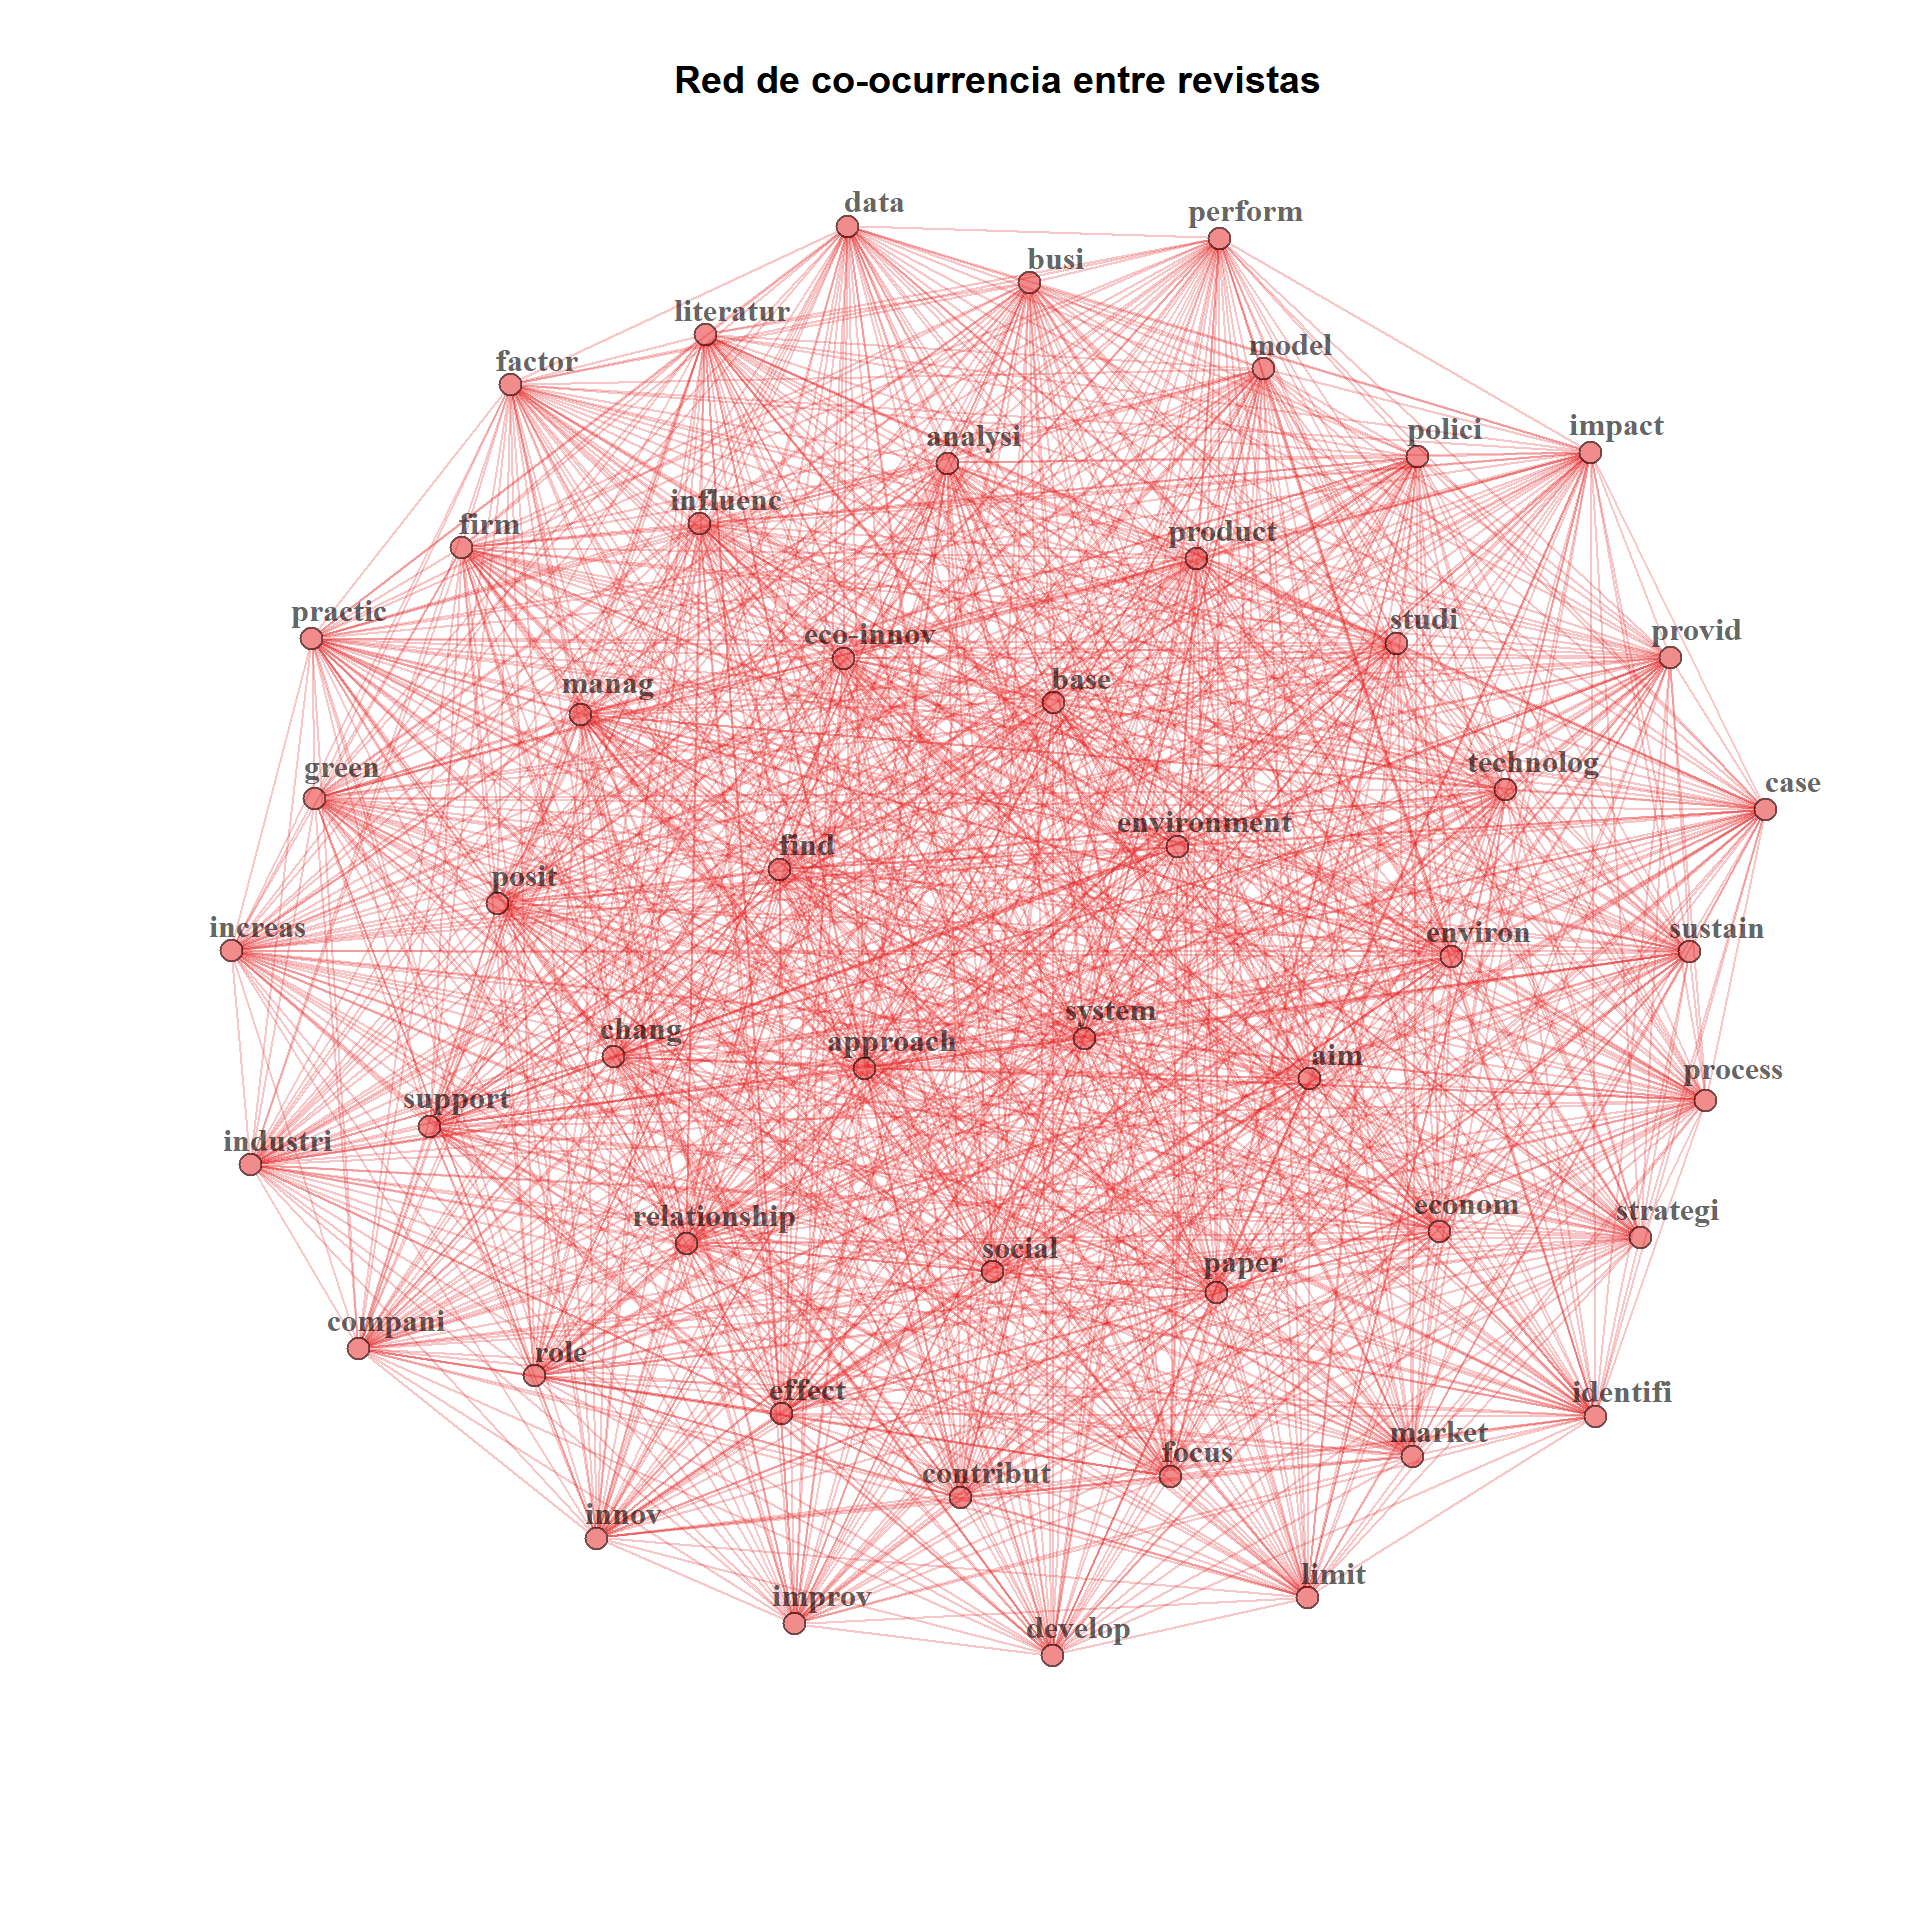 Red de co-ocurrencia entre revistas
data
perform
busi
literatur
model
factor
impact
polici
analysi
influenc
firm
product
practic
studi
provid
eco-innov
base
manag
technolog
green
case
environment
find
posit
increas
environ
sustain
system
chang
approach
aim
process
support
industri
econom
strategi
relationship
social
paper
compani
role
effect
identifi
market
focus
contribut
innov
limit
improv
develop